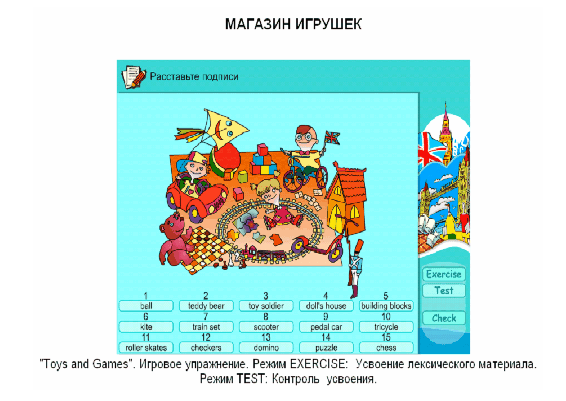 МАГАЗИН ИГРУШЕК
Расставьте подписи
1 2 3 4 5
ball teddy bear toy soldier doll's house building blocks
6 7 8 9 10
kite train set scooter pedal car tricycle
11 12 13 14 15
roller skates checkers domino puzzle chess
Exercise
Test
Check
"Toys and Games". Игровое упражнение. Режим EXERCISE: Усвоение лексического материала.
Режим TEST: Контроль усвоения.